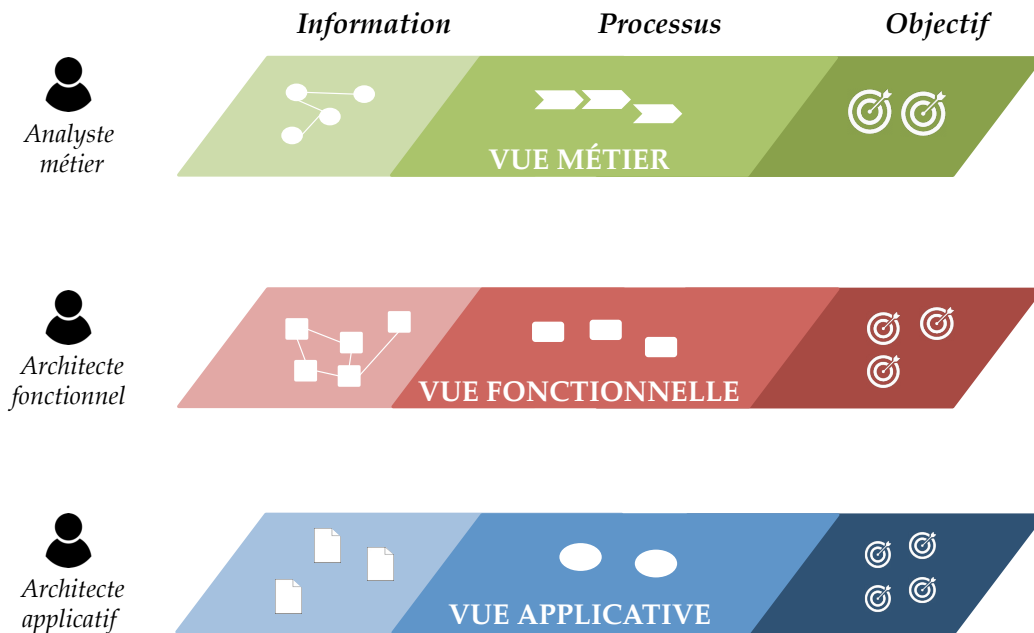 Information
Processus
Objectif
Analyste
métier
VUE MÉTIER
Architecte
fonctionnel
VUE FONCTIONNELLE
Architecte
applicatif
VUE APPLICATIVE